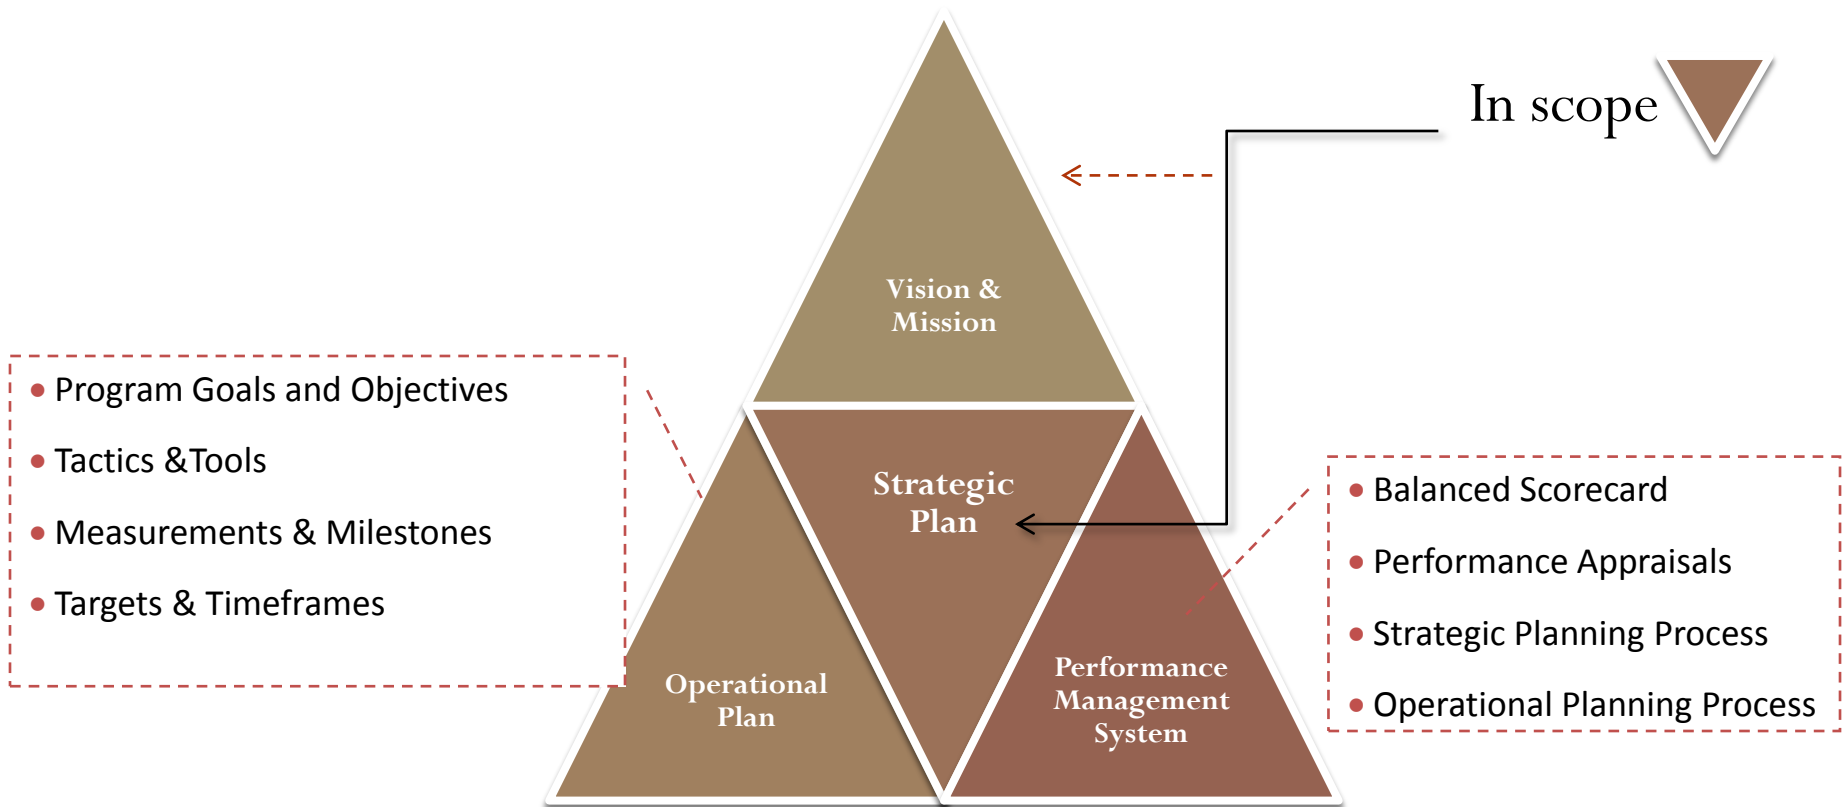 In scope
Vision &
Mission
• Program Goals and Objectives
• Tactics &Tools
• Measurements & Milestones
• Targets & Timeframes
Strategic
Plan
• Balanced Scorecard
• Performance Appraisals
• Strategic Planning Process
• Operational Planning Process
Operational
Plan
Performance
Management
System